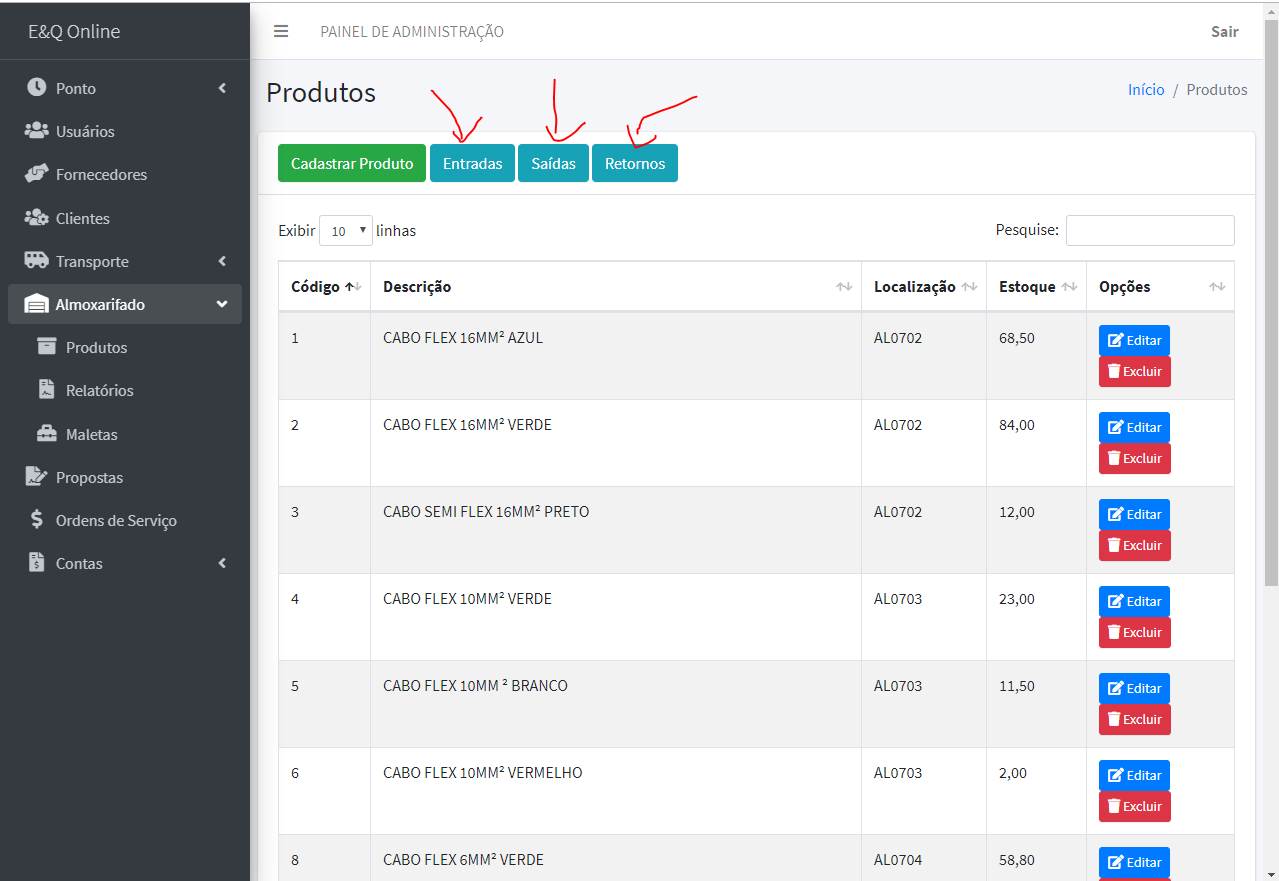 E&Q Online
PAINEL DE ADMINISTRAÇÃO
Sair
Ponto
Usuários
Fornecedores
Clientes
Transporte
Almoxarifado
Produtos
Relatórios
Maletas
Propostas
Ordens de Serviço
Contas
Produtos
Início / Produtos
Cadastrar Produto Entradas Saídas Retornos
Exibir 10 linhas
Pesquise:
Código Descrição Localização Estoque Opções
1 CABO FLEX 16MM² AZUL AL0702 68,50 Editar
Excluir
2 CABO FLEX 16MM² VERDE AL0702 84,00 Editar
Excluir
3 CABO SEMI FLEX 16MM² PRETO AL0702 12,00 Editar
Excluir
4 CABO FLEX 10MM² VERDE AL0703 23,00 Editar
Excluir
5 CABO FLEX 10MM ² BRANCO AL0703 11,50 Editar
Excluir
6 CABO FLEX 10MM² VERMELHO AL0703 2,00 Editar
Excluir
8 CABO FLEX 6MM² VERDE AL0704 58,80 Editar